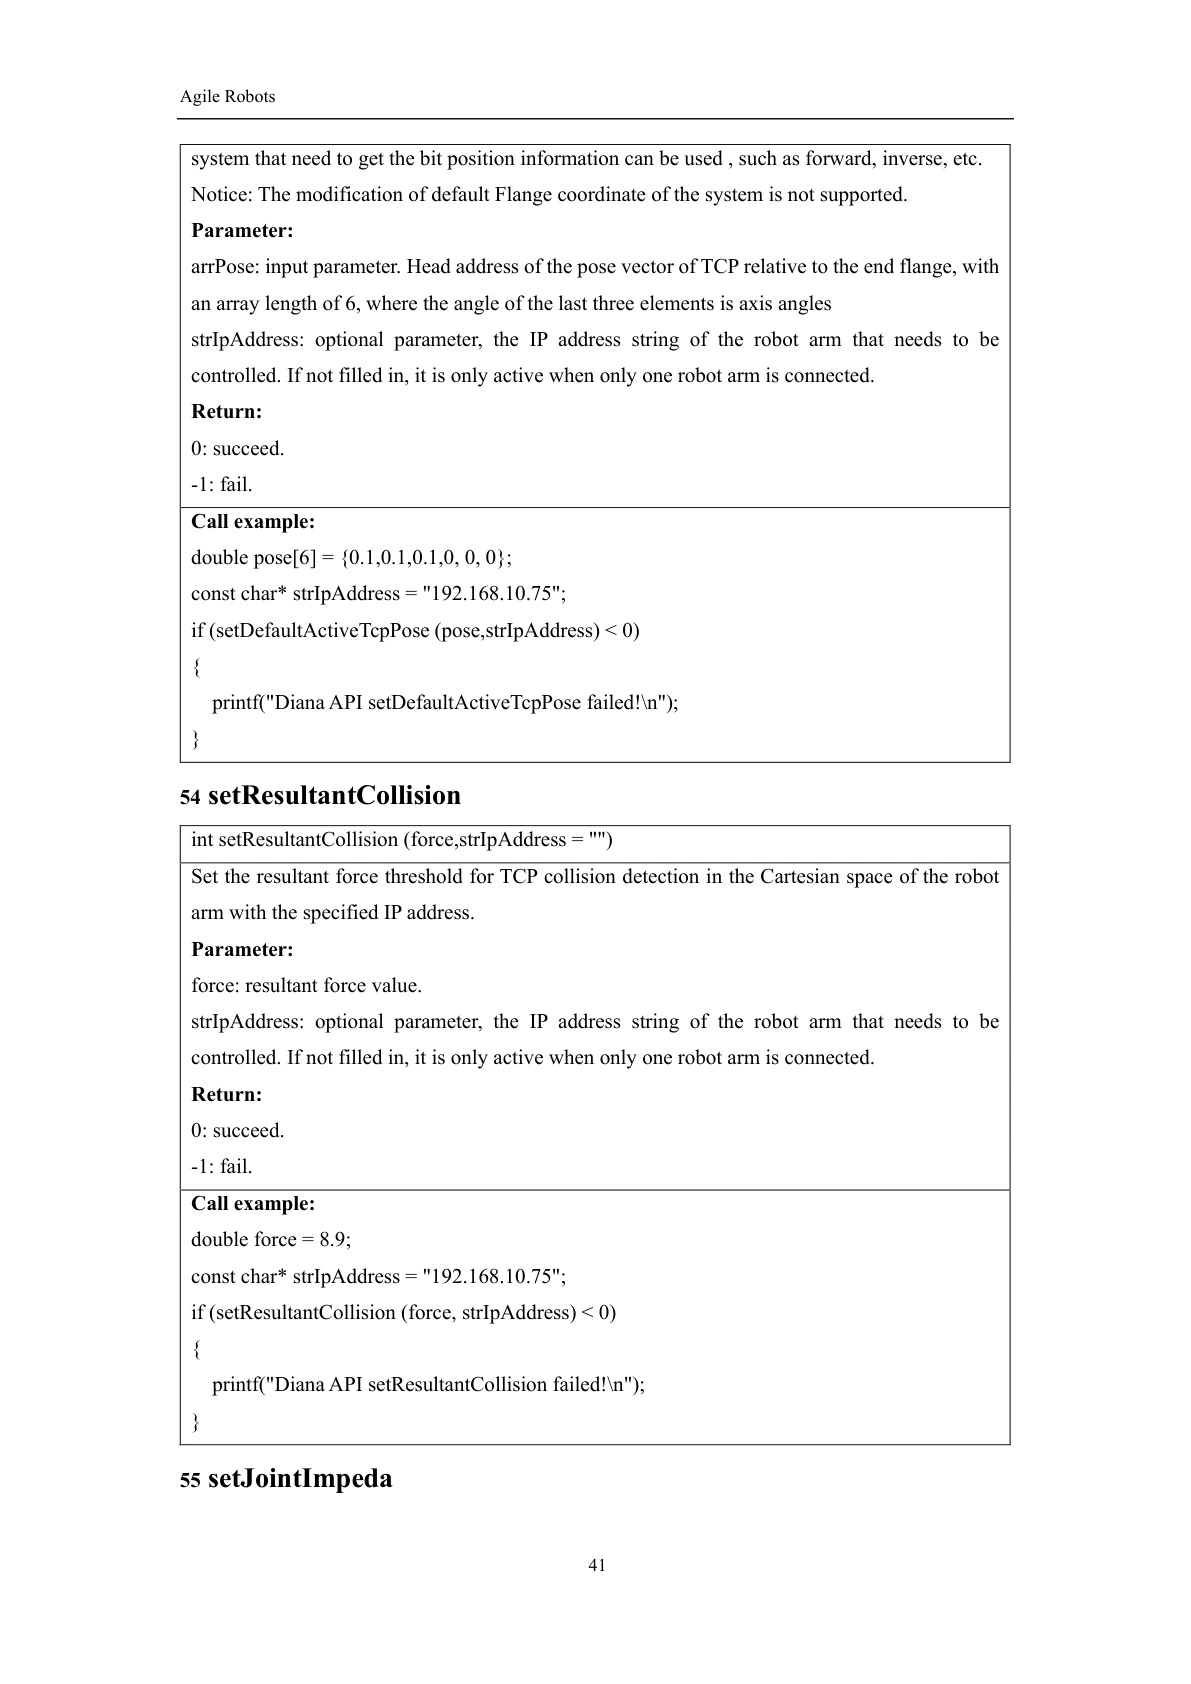 Agile Robots
system that need to get the bit position information can be used , such as forward, inverse, etc.
Notice: The modification of default Flange coordinate of the system is not supported.
Parameter:
arrPose: input parameter. Head address of the pose vector of TCP relative to the end flange, with
an array length of 6, where the angle of the last three elements is axis angles
strIpAddress: optional parameter, the IP address string of the robot arm that needs to be
controlled. If not filled in, it is only active when only one robot arm is connected.
Return:
0: succeed.
-1: fail.
Call example:
double pose[6] = {0.1,0.1,0.1,0, 0, 0};
const char* strIpAddress = "192.168.10.75";
if (setDefaultActiveTcpPose (pose,strIpAddress) < 0)
{
printf("Diana API setDefaultActiveTcpPose failed!\n");
}
54 setResultantCollision
int setResultantCollision (force,strIpAddress = "")
Set the resultant force threshold for TCP collision detection in the Cartesian space of the robot
arm with the specified IP address.
Parameter:
force: resultant force value.
strIpAddress: optional parameter, the IP address string of the robot arm that needs to be
controlled. If not filled in, it is only active when only one robot arm is connected.
Return:
0: succeed.
-1: fail.
Call example:
double force = 8.9;
const char* strIpAddress = "192.168.10.75";
if (setResultantCollision (force, strIpAddress) < 0)
{
printf("Diana API setResultantCollision failed!\n");
}
55 setJointImpeda
41